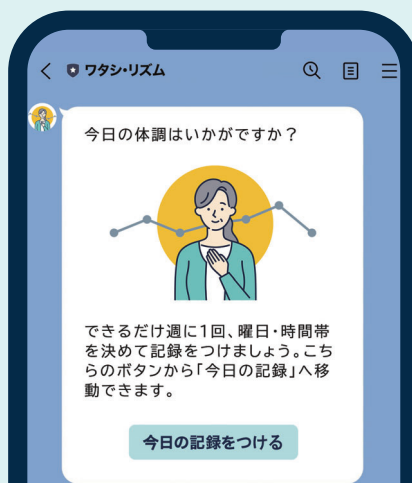 ワタシ・リズム
今日の体調はいかがですか？
できるだけ週に1回、曜日・時間帯
を決めて記録をつけましょう。こち
らのボタンから「今日の記録」へ移
動できます。
今日の記録をつける